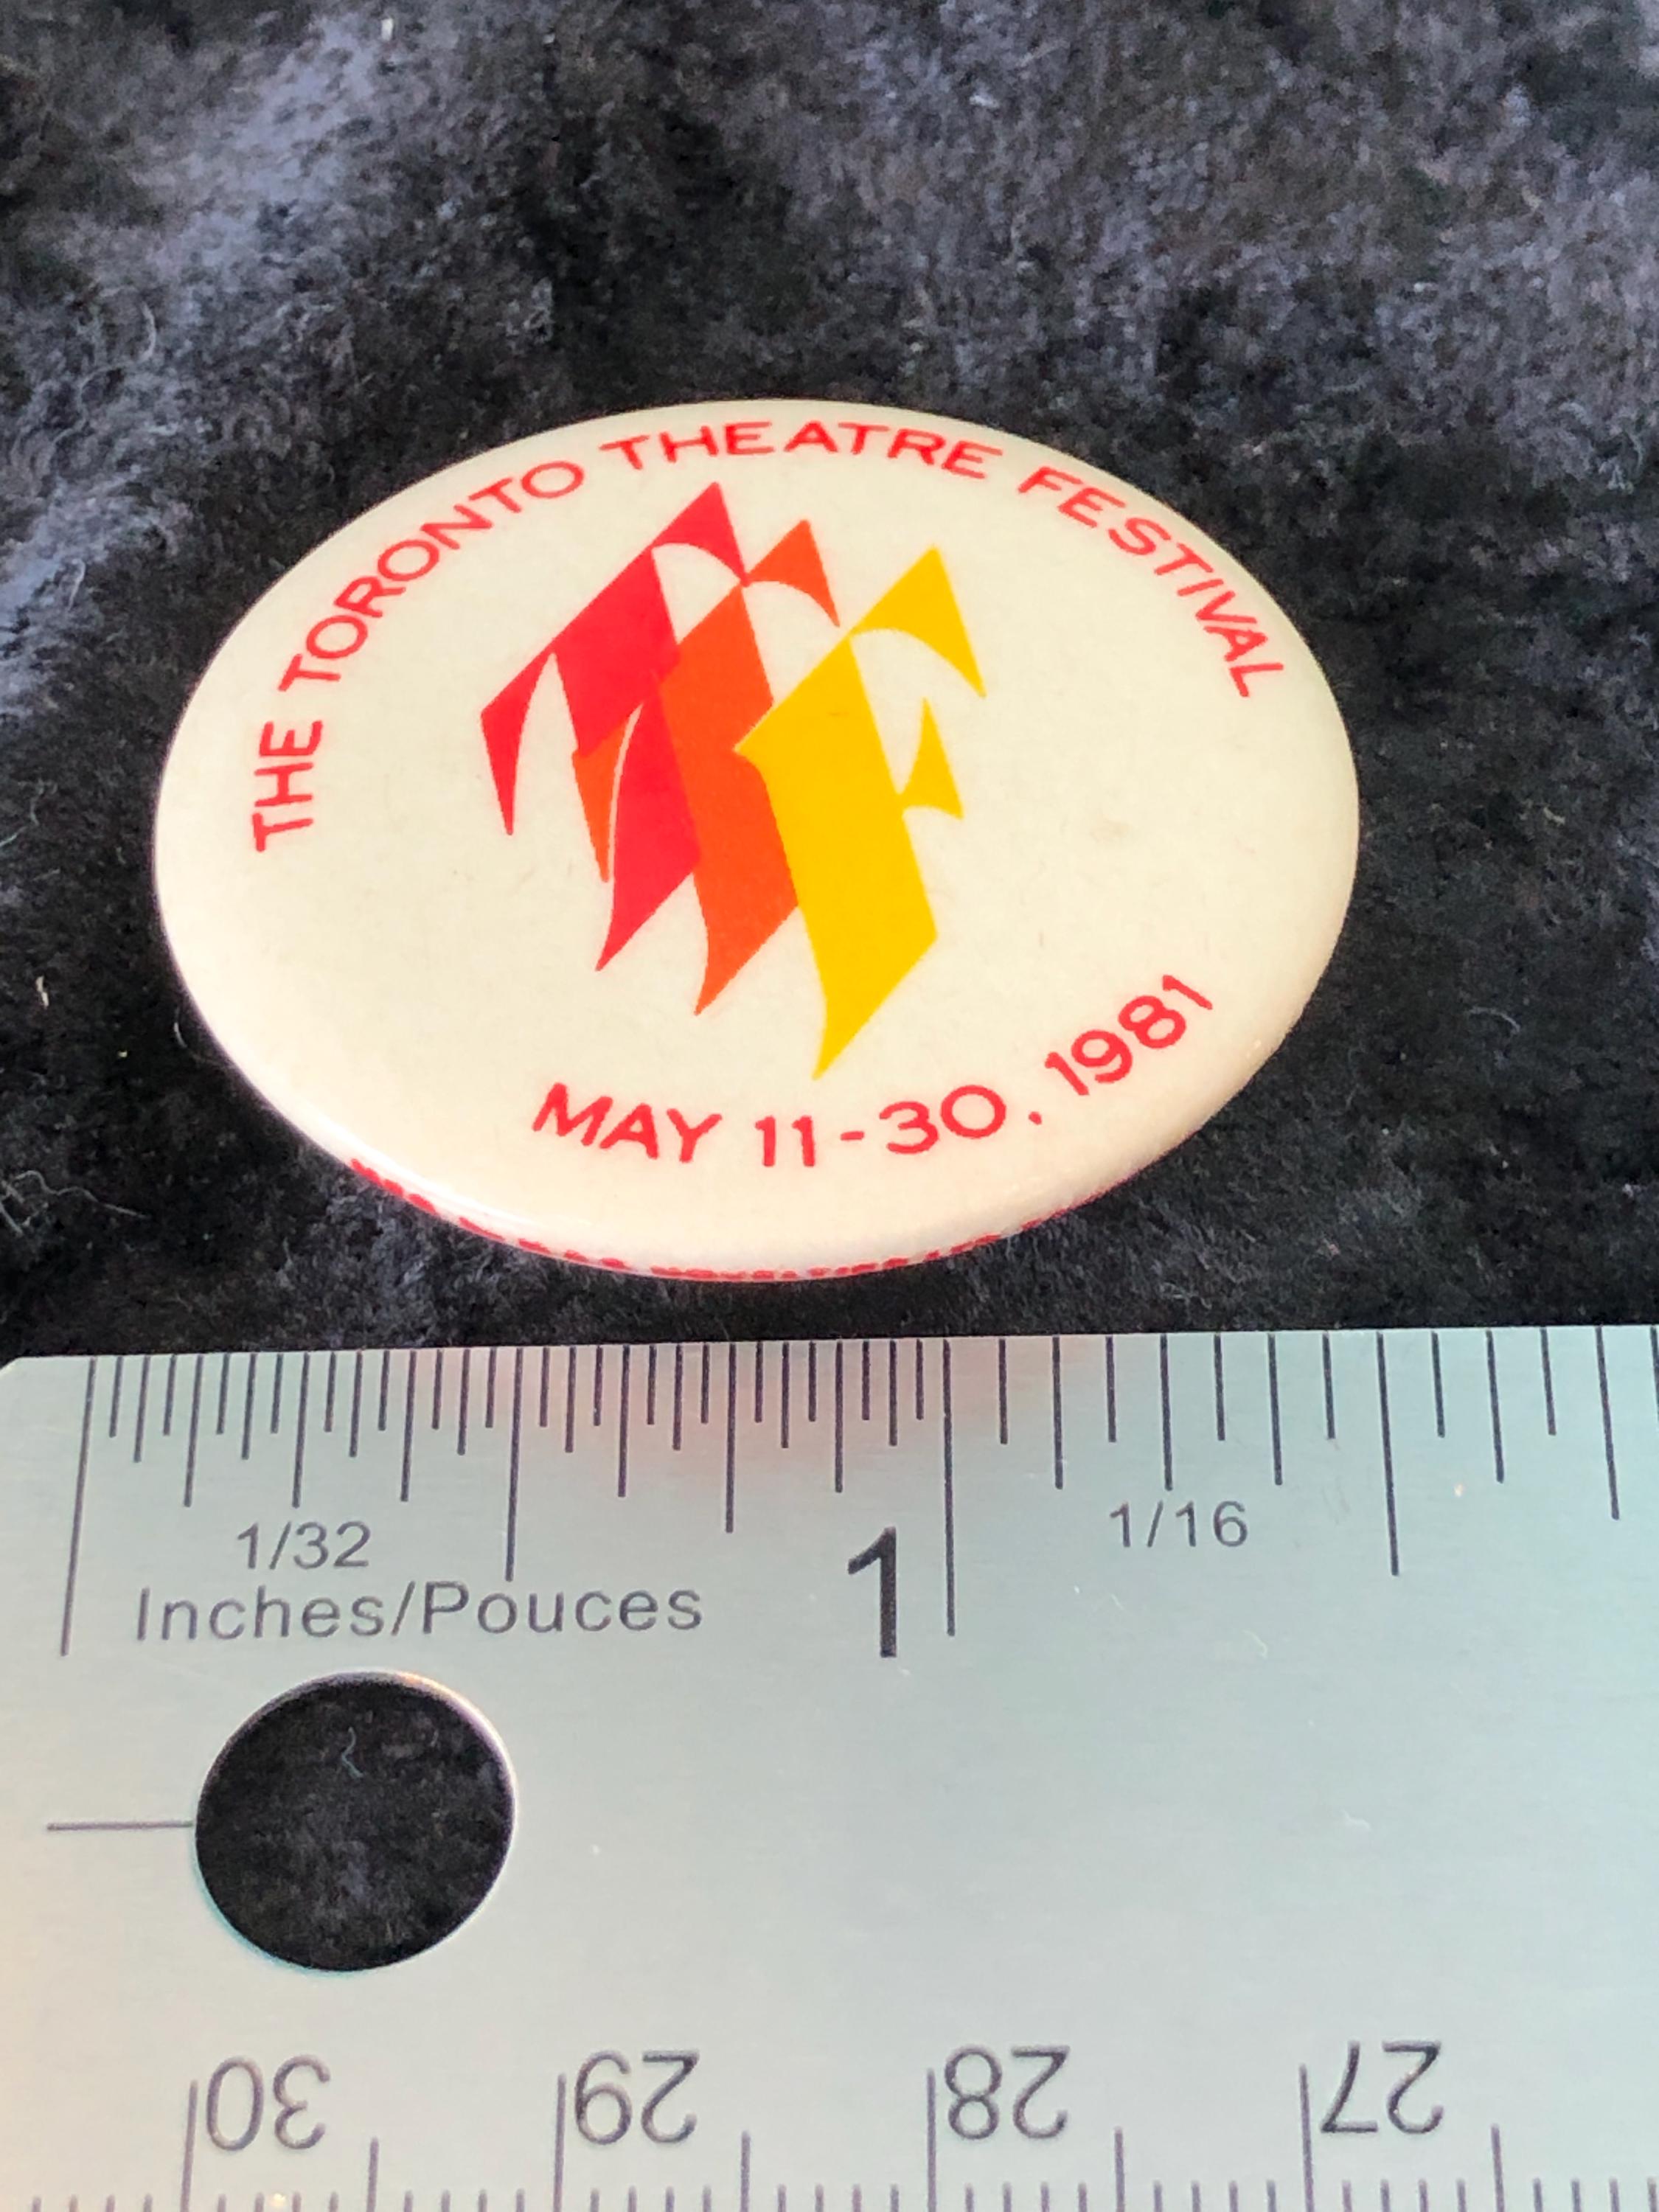 THE TORONTO THEATRE FESTIVAL
MAY 11-30, 1981
1/32
1/16
Inches/Pouces
1
30
29
28
27